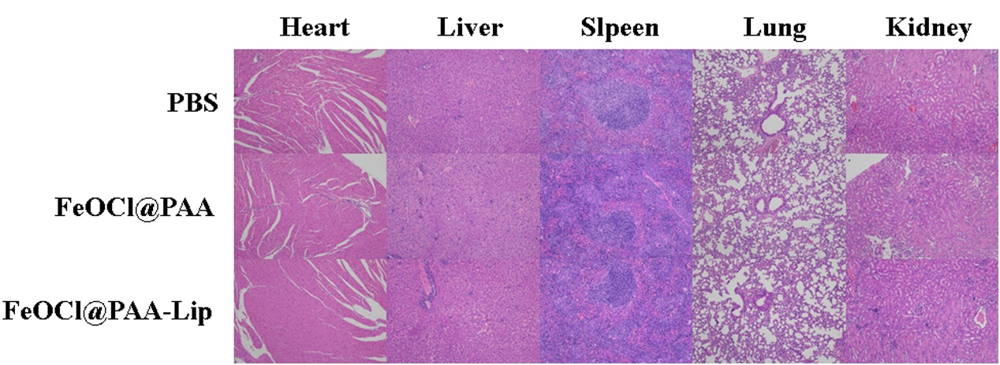 Heart Liver Slpeen Lung Kidney
PBS
FeOCl@PAA
FeOCl@PAA-Lip